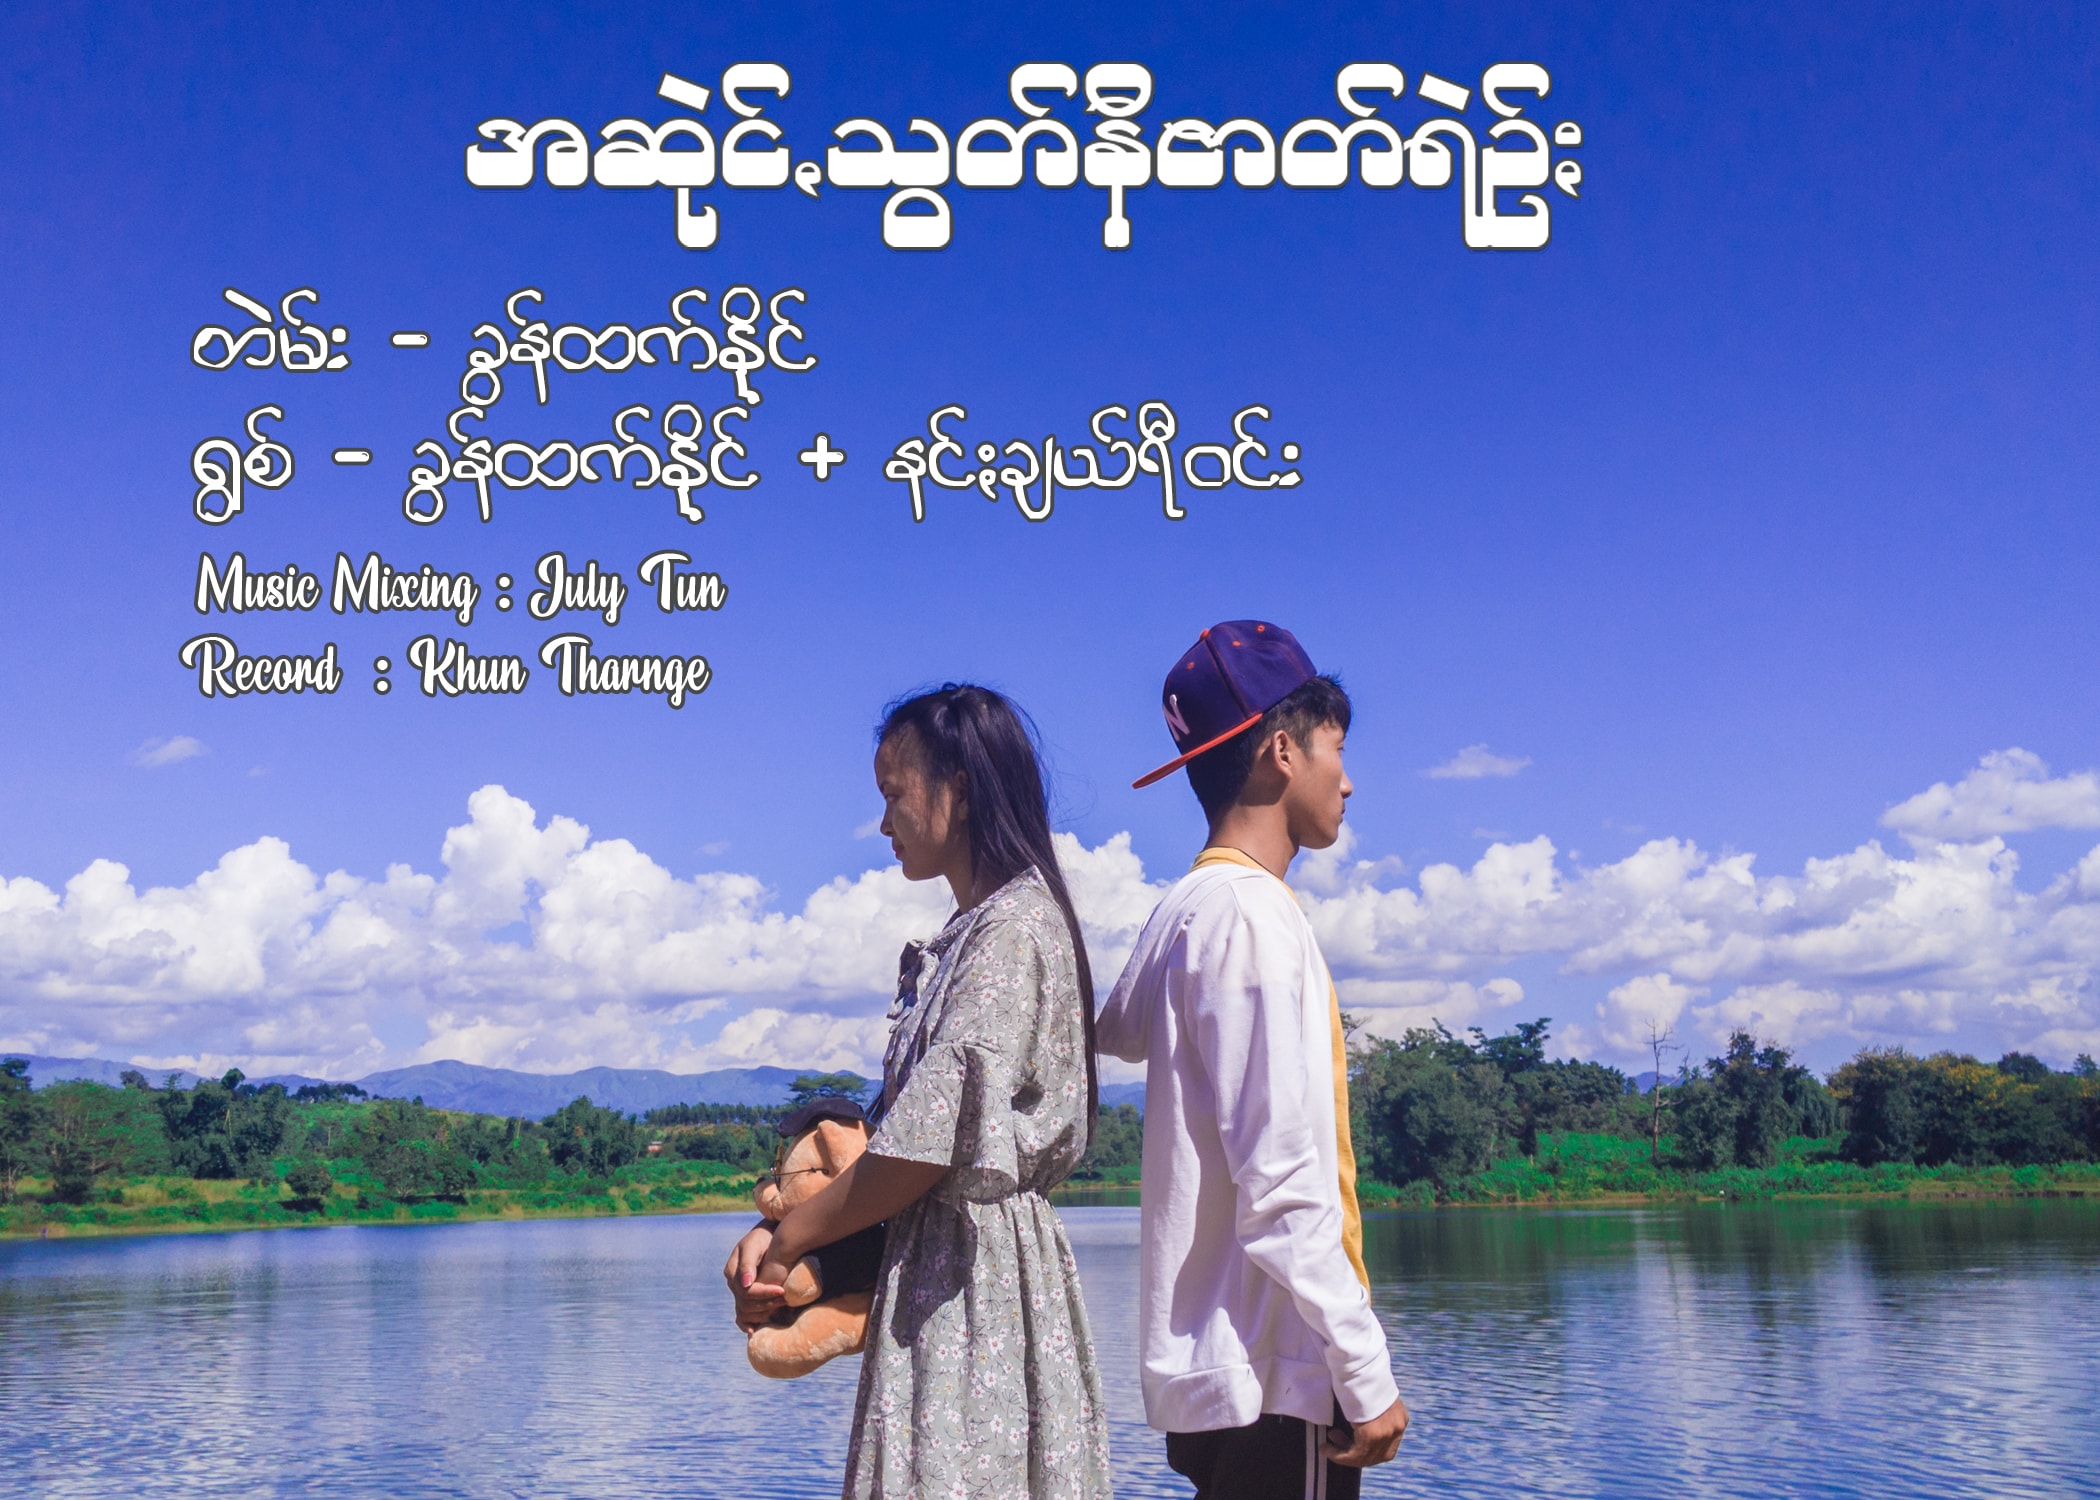 အဆဲုင်ႉသွတ်နီှဇာတ်ရဲဥ်ႏ
တဲမ်း - ခွန်ထက်နိုင်
ရွှစ် - ခွန်ထက်နိုင် + နင်ႏချယ်ရီဝင်း
Music Mixing : July Tun
Record : Khun Tharnge